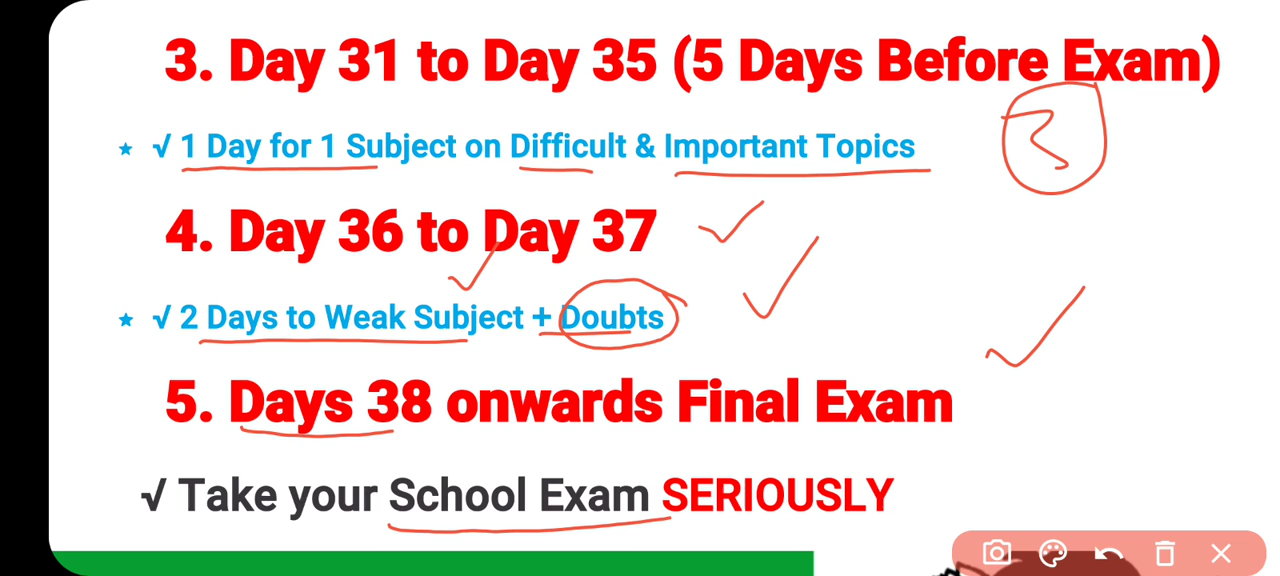 3. Day 31 to Day 35 (5 Days Before Exam)
★ √ 1 Day for 1 Subject on Difficult & Important Topics
3
4. Day 36 to Day 37
★ √ 2 Days to Weak Subject + Doubts
5. Days 38 onwards Final Exam
√ Take your School Exam SERIOUSLY